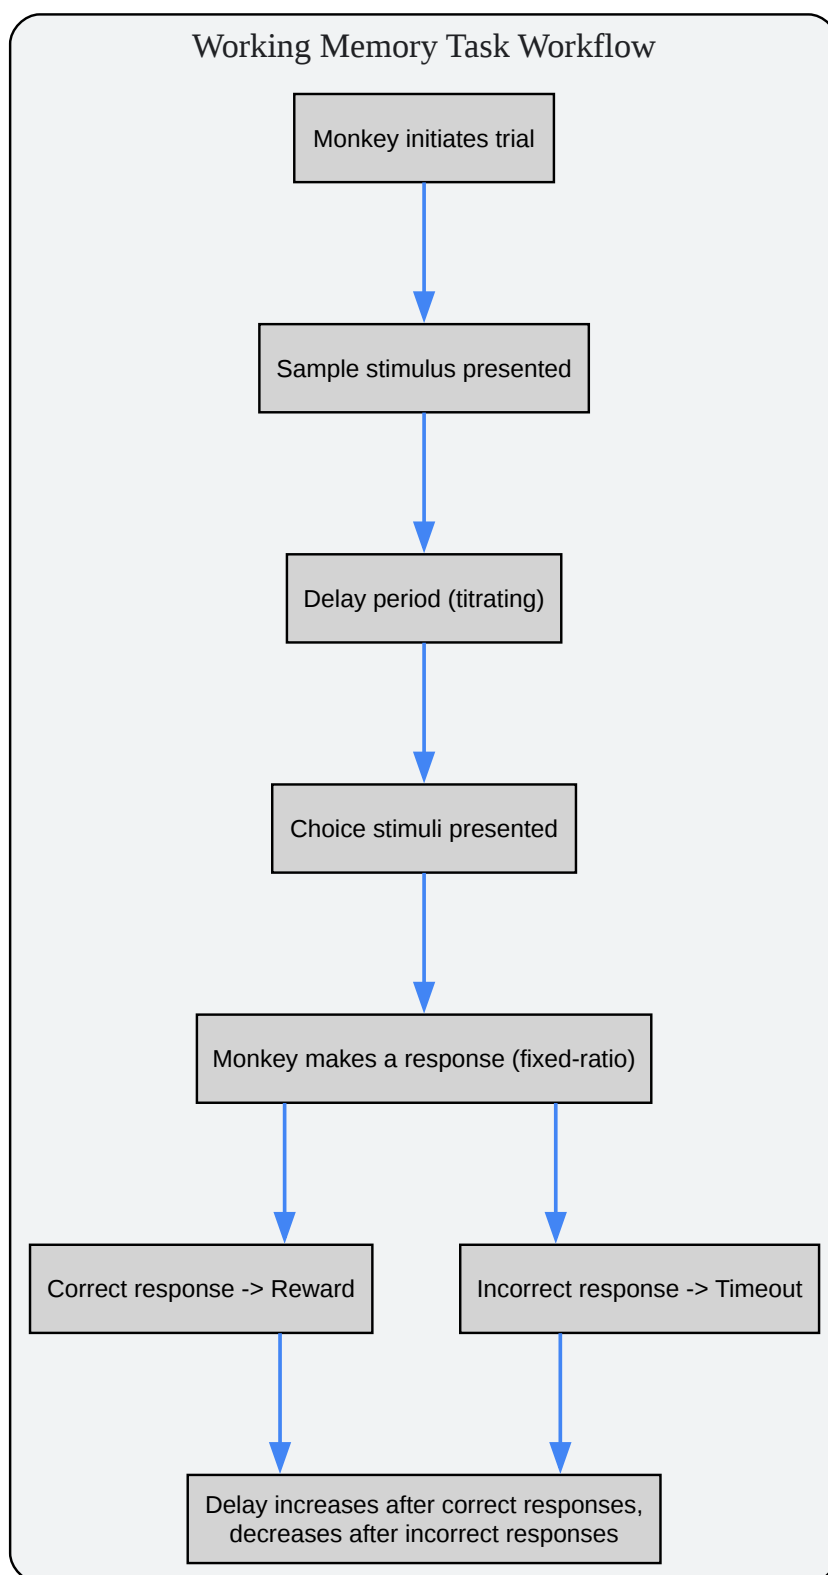 Working Memory Task Workflow
Monkey initiates trial
Sample stimulus presented
Delay period (titrating)
Choice stimuli presented
Monkey makes a response (fixed-ratio)
Correct response -> Reward
Incorrect response -> Timeout
Delay increases after correct responses,
decreases after incorrect responses